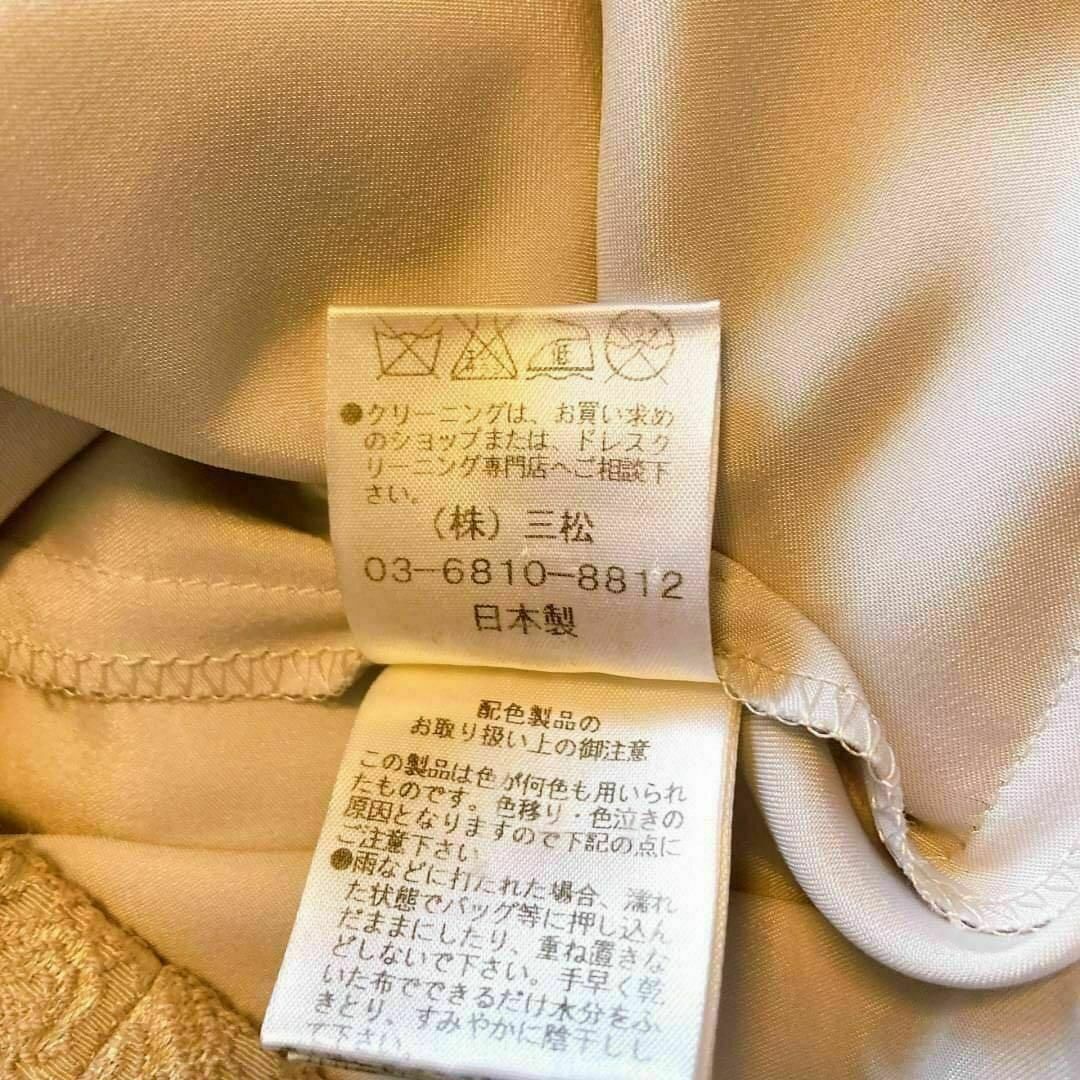 低
●クリーニングは、お買い求め
のショップまたは、ドレスク
リーニング専門店へご相談下
さい。
(株)三松
03-6810-8812
日本製
配色製品の
お取り扱い上の御注意
この製品は色が何色も用いられ
たものです。色移り・色泣きの
原因となりますので下記の点に
ご注意下さい。
●雨などに打たれた場合、濡れ
た状態でバッグ等に押し込ん
だままにしたり、重ね置きな
どしないで下さい。手早く乾
いた布でできるだけ水分をふ
きとり、すみやかに陰干しし
て下さい。